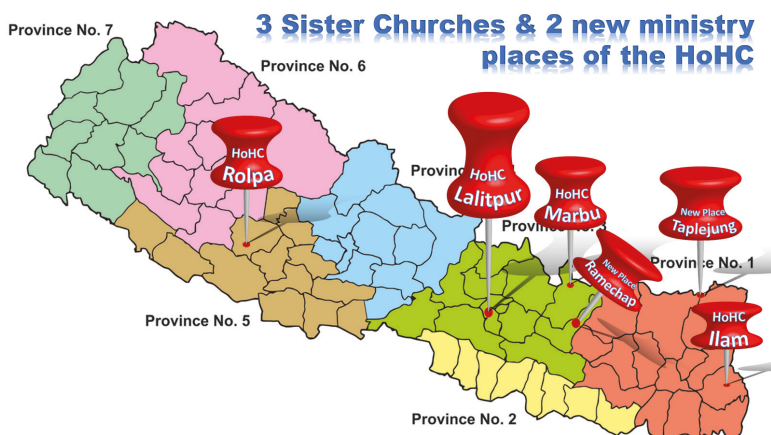 3 Sister Churches & 2 new ministry
places of the HoHC
Province No. 7
Province No. 6
HoHC
Rolpa
HoHC
Lalitpur
HoHC
Marbu
New Place
Taplejung
New Place
Ramechap
Province No. 1
HoHC
Ilam
Province No. 5
Province No. 2